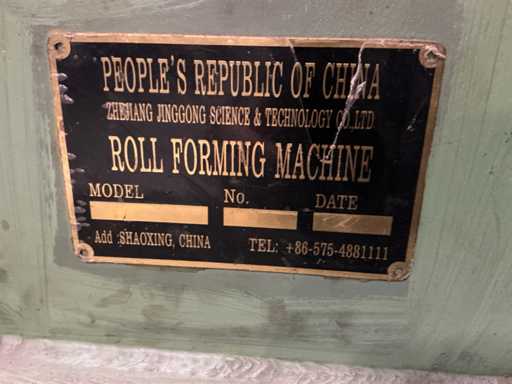 PEOPLE'S REPUBLIC OF CHINA
ZHEJIANG JINGGONG SCIENCE & TECHNOLOGY CO.,LTD
ROLL FORMING MACHINE
MODEL No. DATE
Add :SHAOXING, CHINA TEL: +86-575-4881111